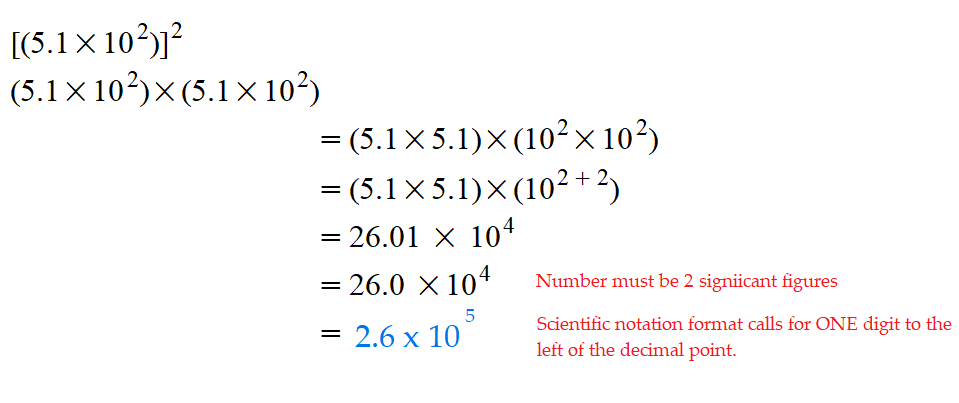 [(5.1 × 10²)]²
(5.1 × 10²) × (5.1 × 10²)
= (5.1 × 5.1) × (10² × 10²)
= (5.1 × 5.1) × (10²⁺²)
= 26.01 × 10⁴
= 26.0 × 10⁴ Number must be 2 signiicant figures
= 2.6 x 10⁵ Scientific notation format calls for ONE digit to the
left of the decimal point.